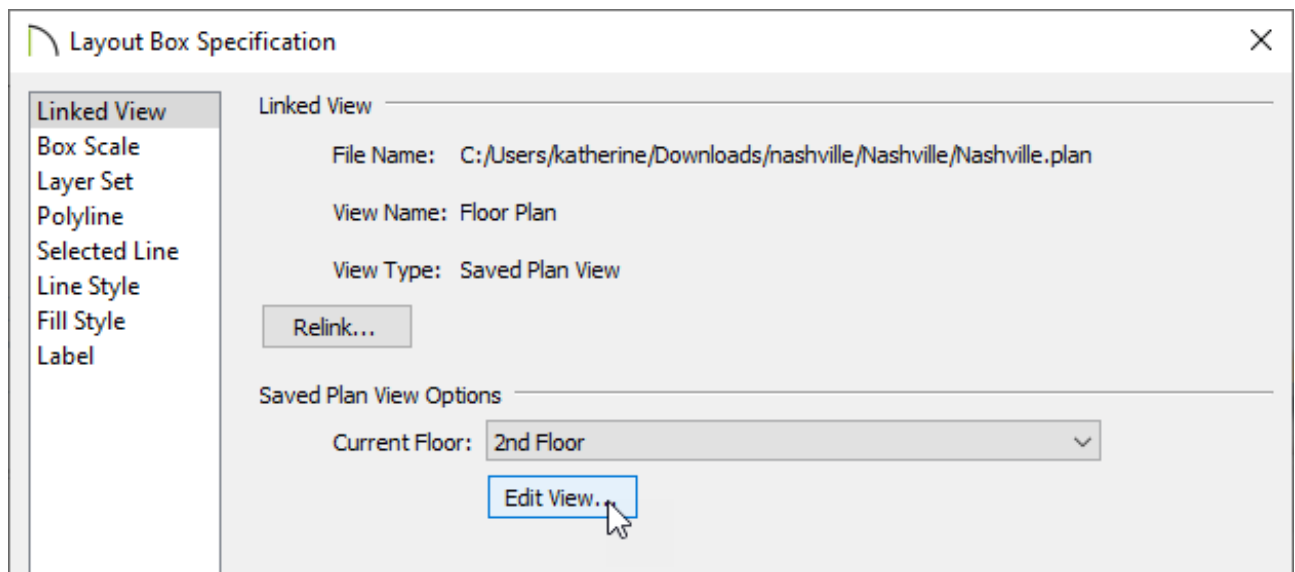 Layout Box Specification
Linked View
Box Scale
Layer Set
Polyline
Selected Line
Line Style
Fill Style
Label
Linked View
File Name: C:/Users/katherine/Downloads/nashville/Nashville/Nashville.plan
View Name: Floor Plan
View Type: Saved Plan View
Relink...
Saved Plan View Options
Current Floor: 2nd Floor
Edit View...